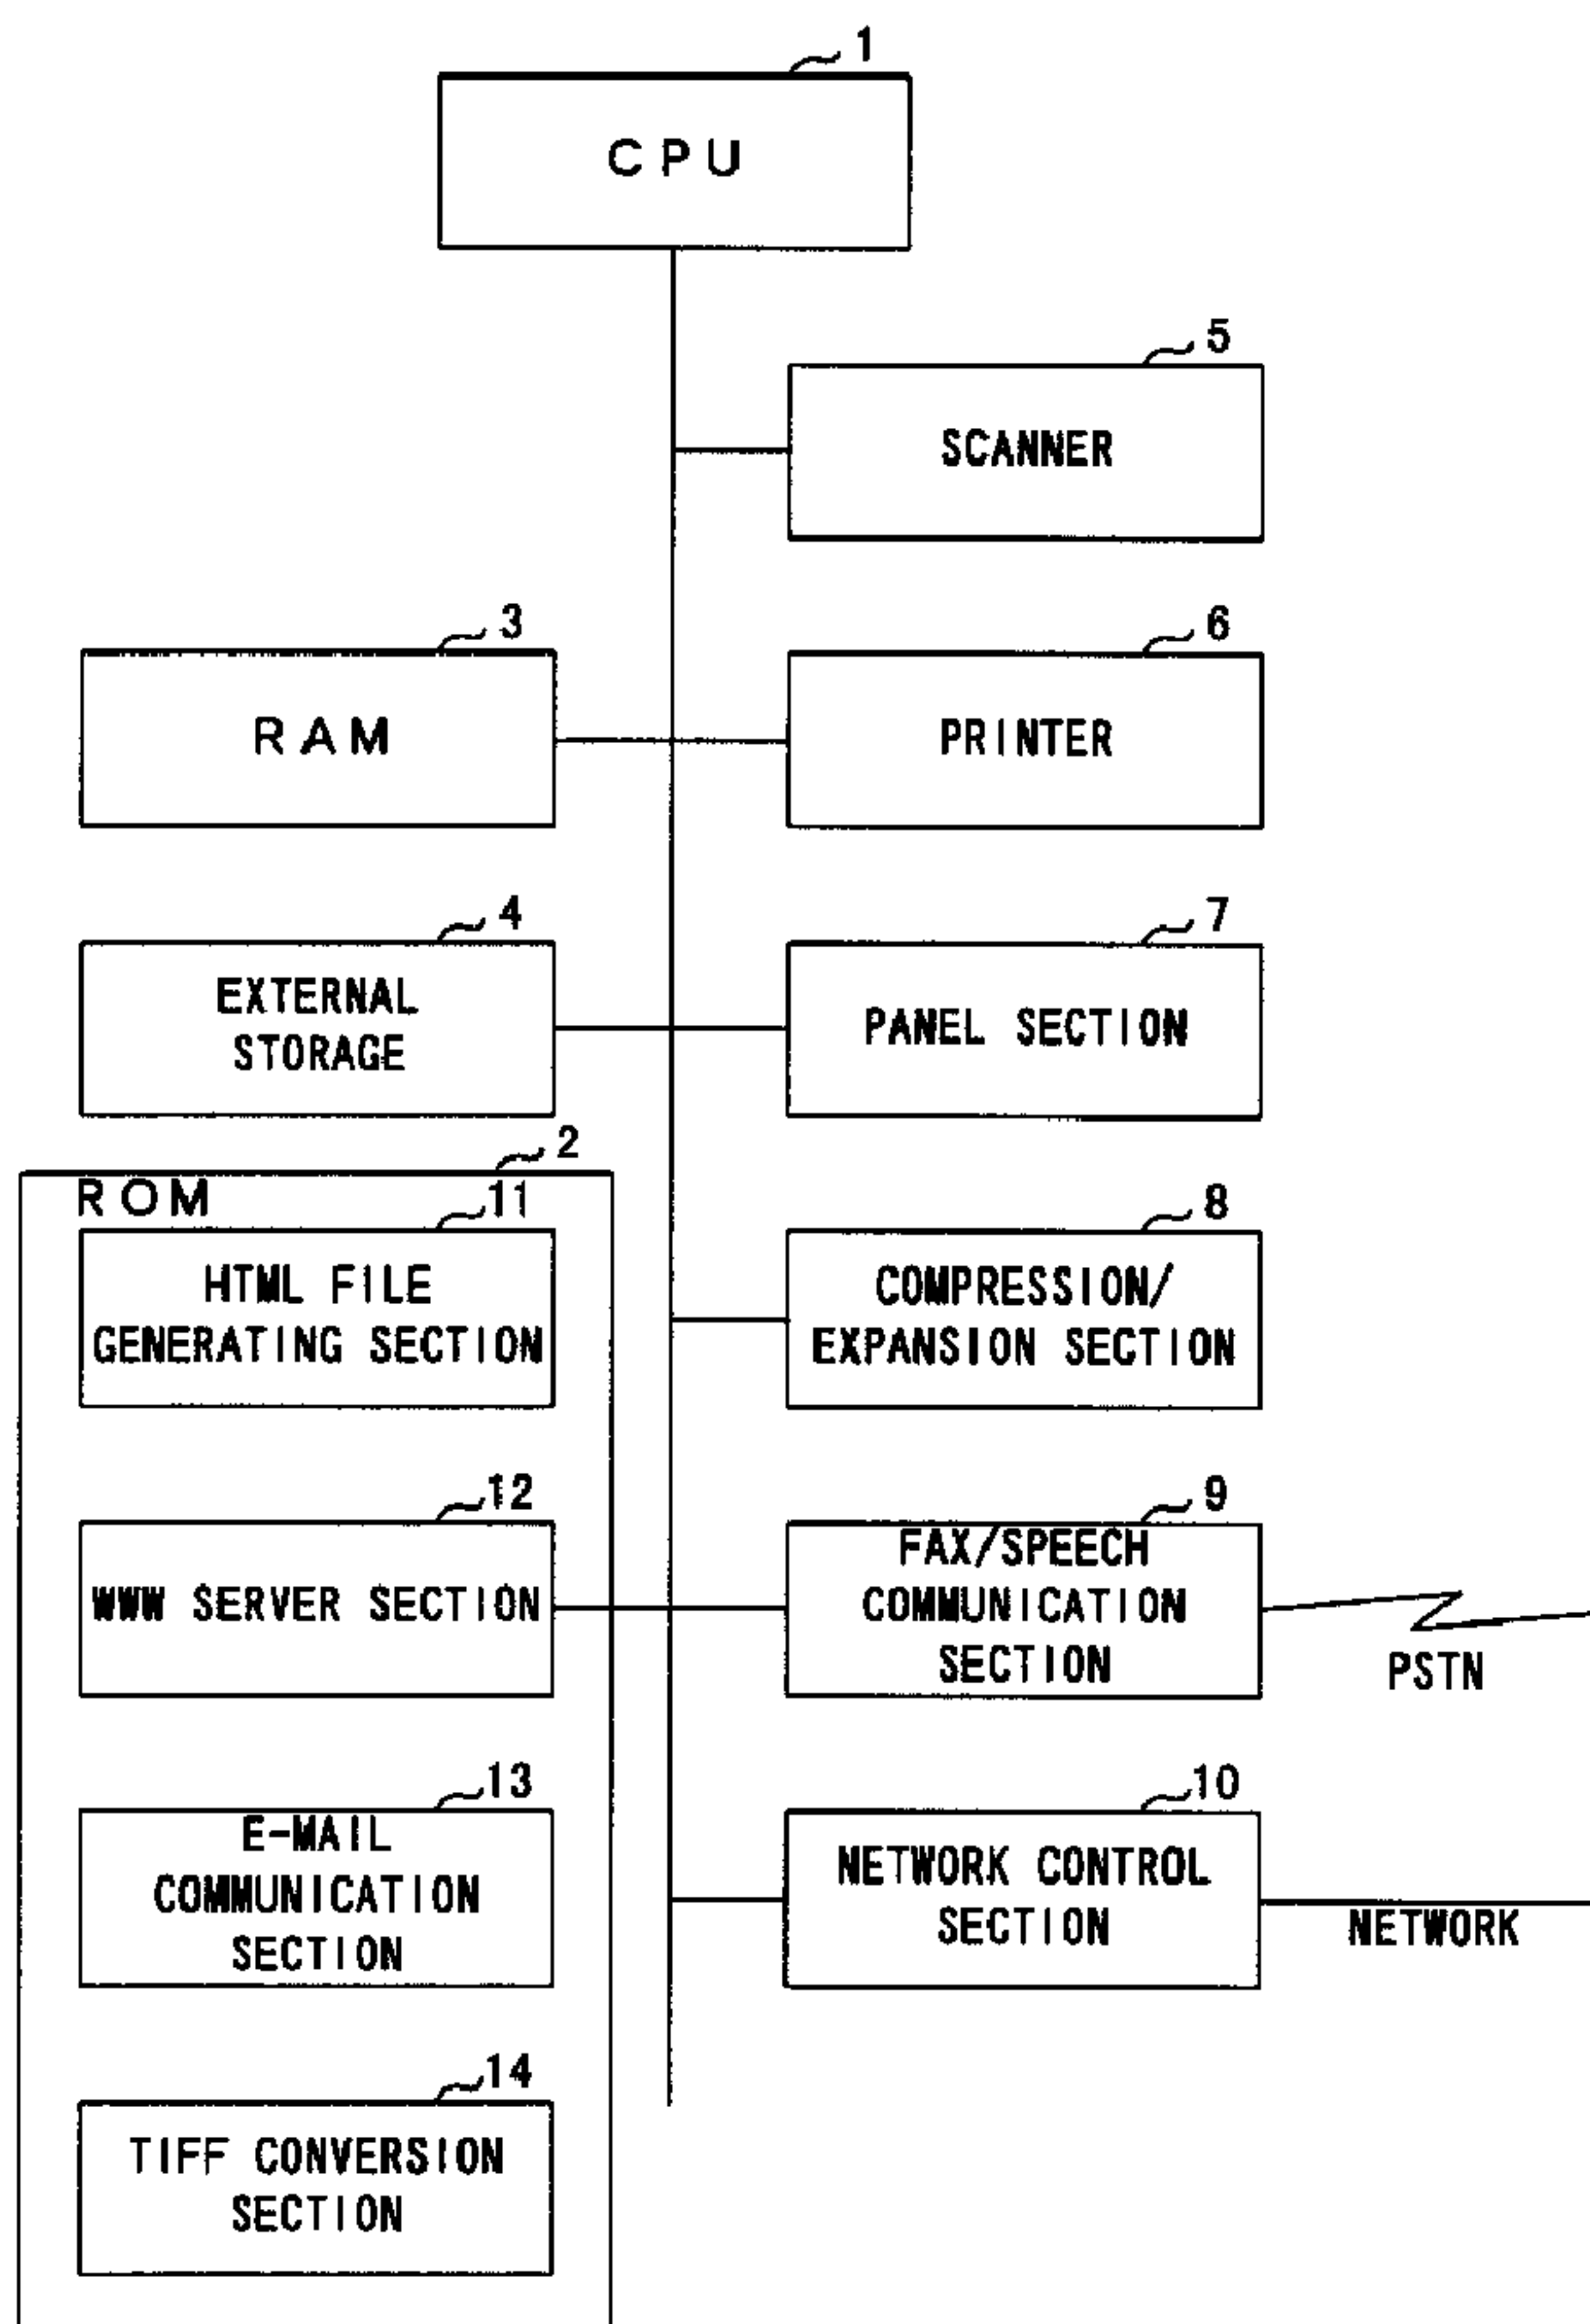 1
CPU
5
SCANNER
3
RAM
6
PRINTER
4
EXTERNAL
STORAGE
7
PANEL SECTION
2
ROM
11
HTML FILE
GENERATING SECTION
8
COMPRESSION/
EXPANSION SECTION
12
WWW SERVER SECTION
9
FAX/SPEECH
COMMUNICATION
SECTION
PSTN
13
E-MAIL
COMMUNICATION
SECTION
10
NETWORK CONTROL
SECTION
NETWORK
14
TIFF CONVERSION
SECTION